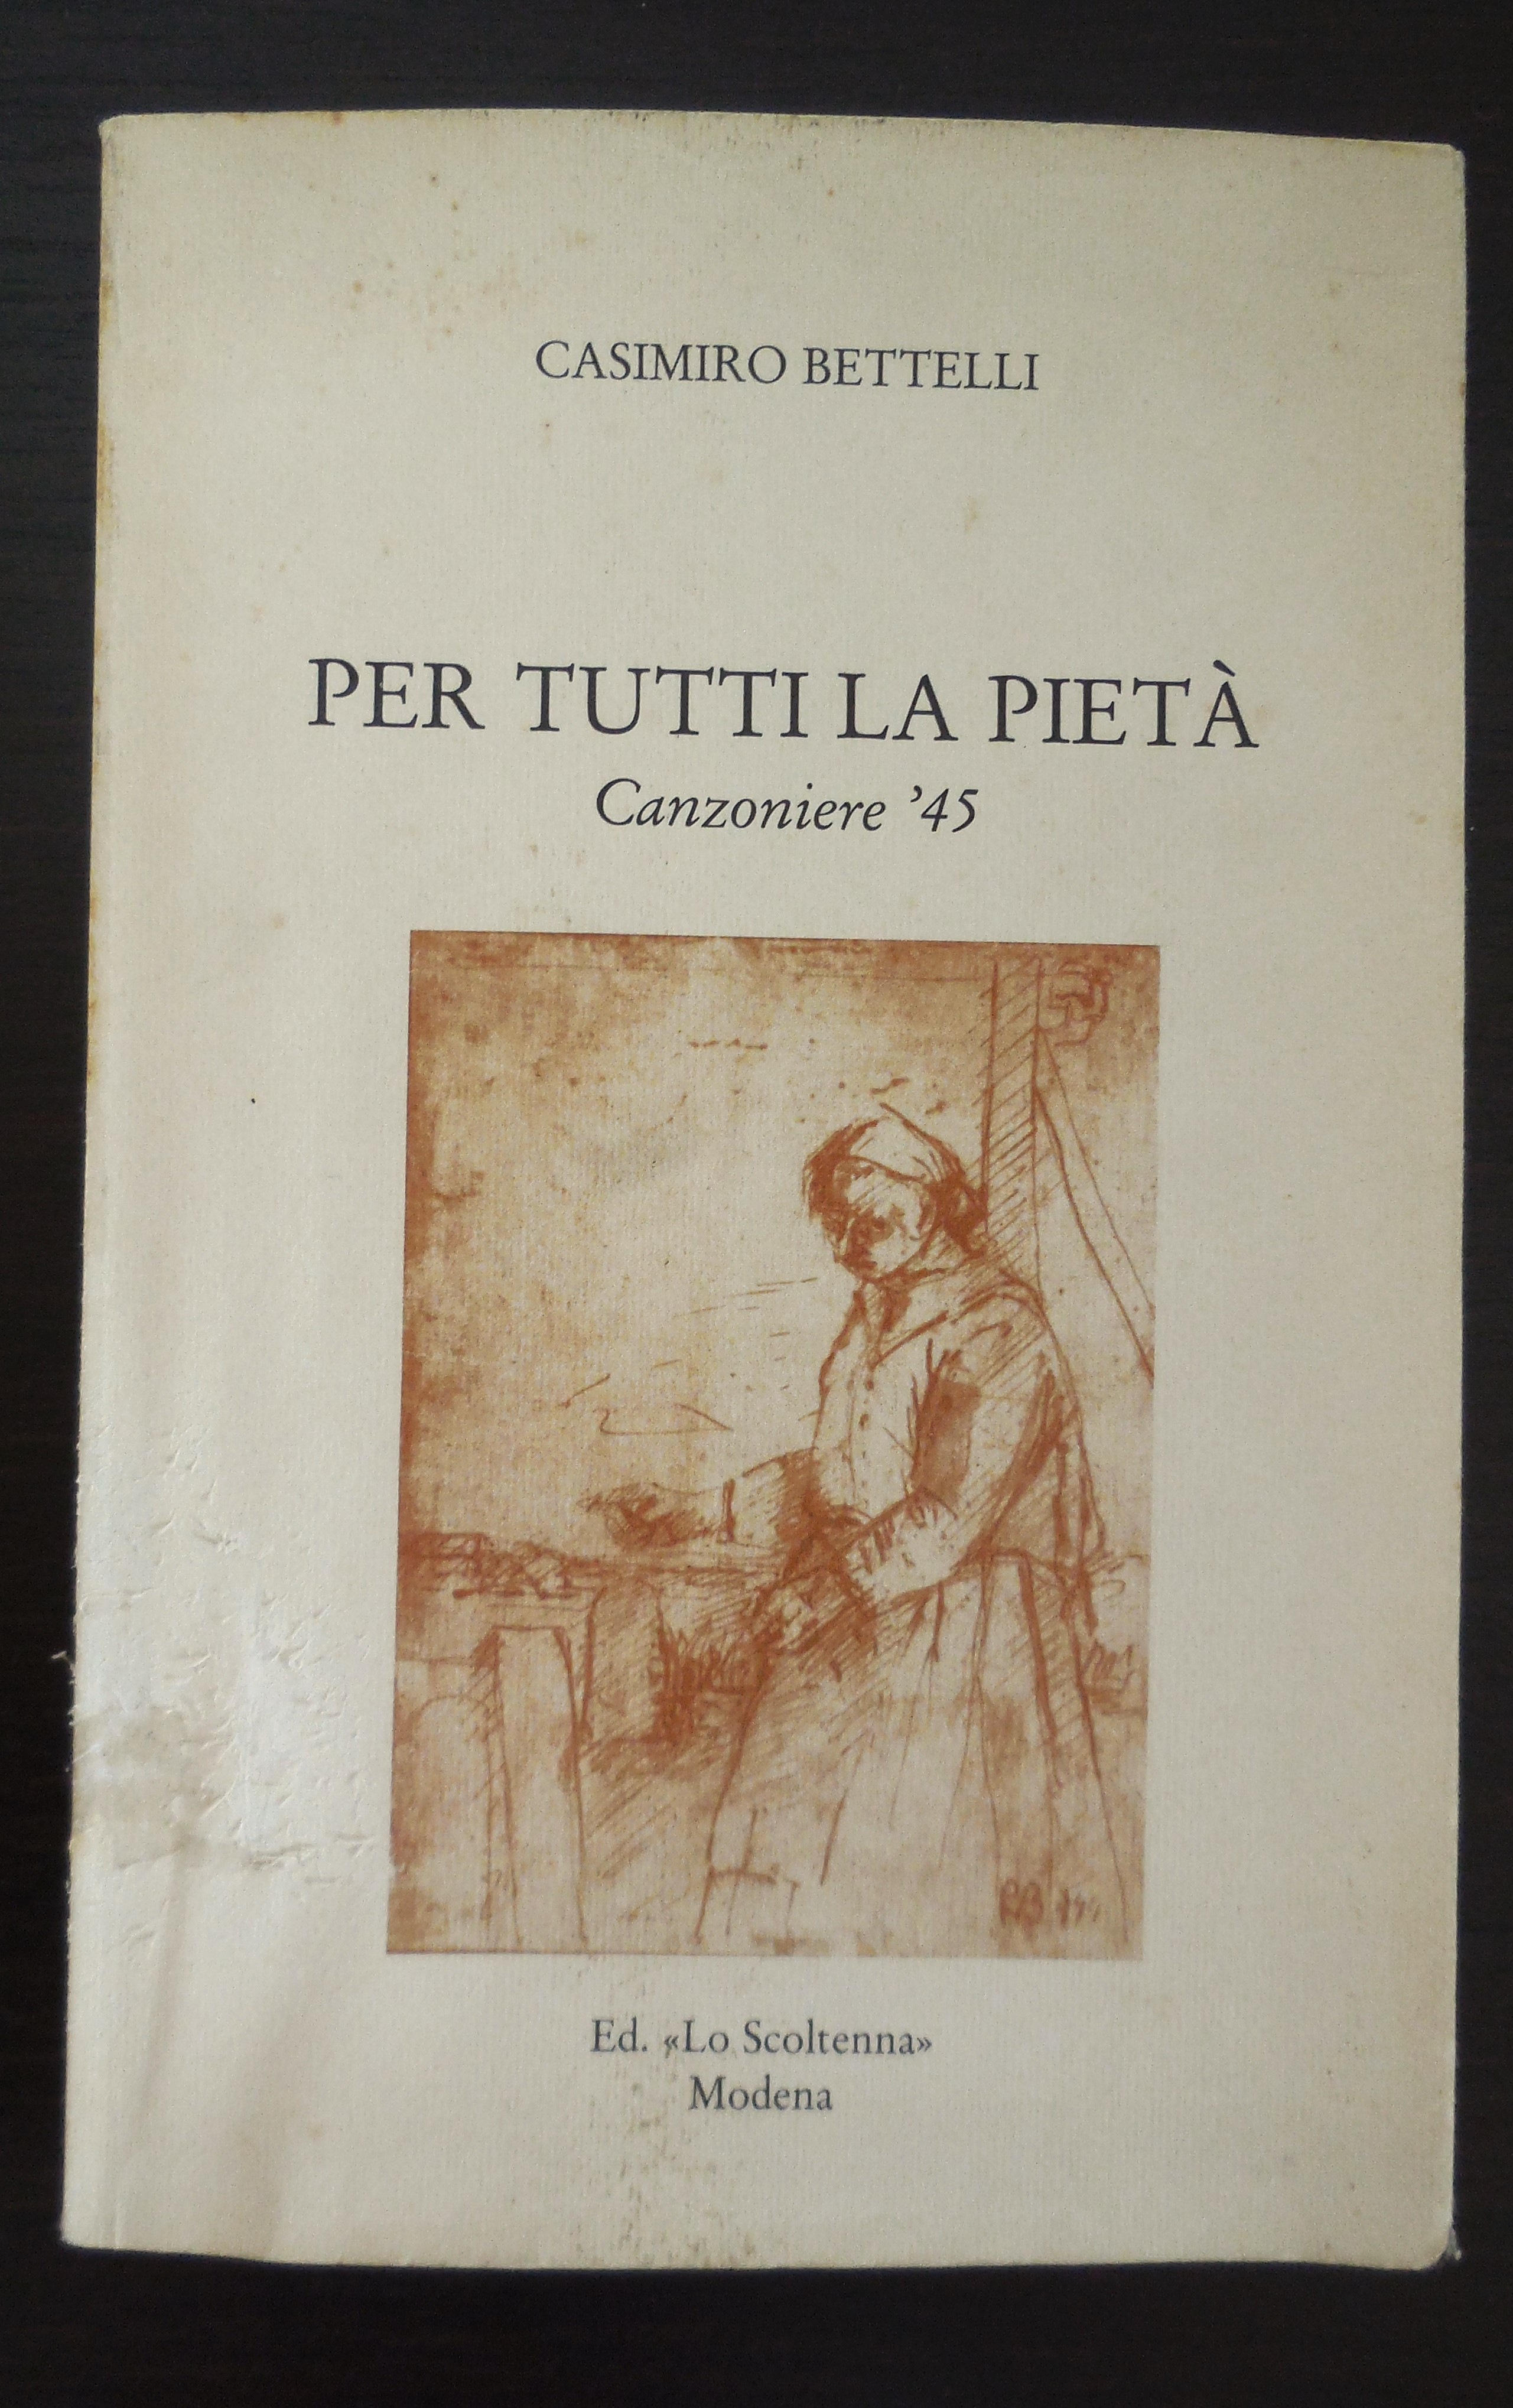 CASIMIRO BETTELLI
PER TUTTI LA PIETÀ
Canzoniere ’45
Ed. «Lo Scoltenna»
Modena